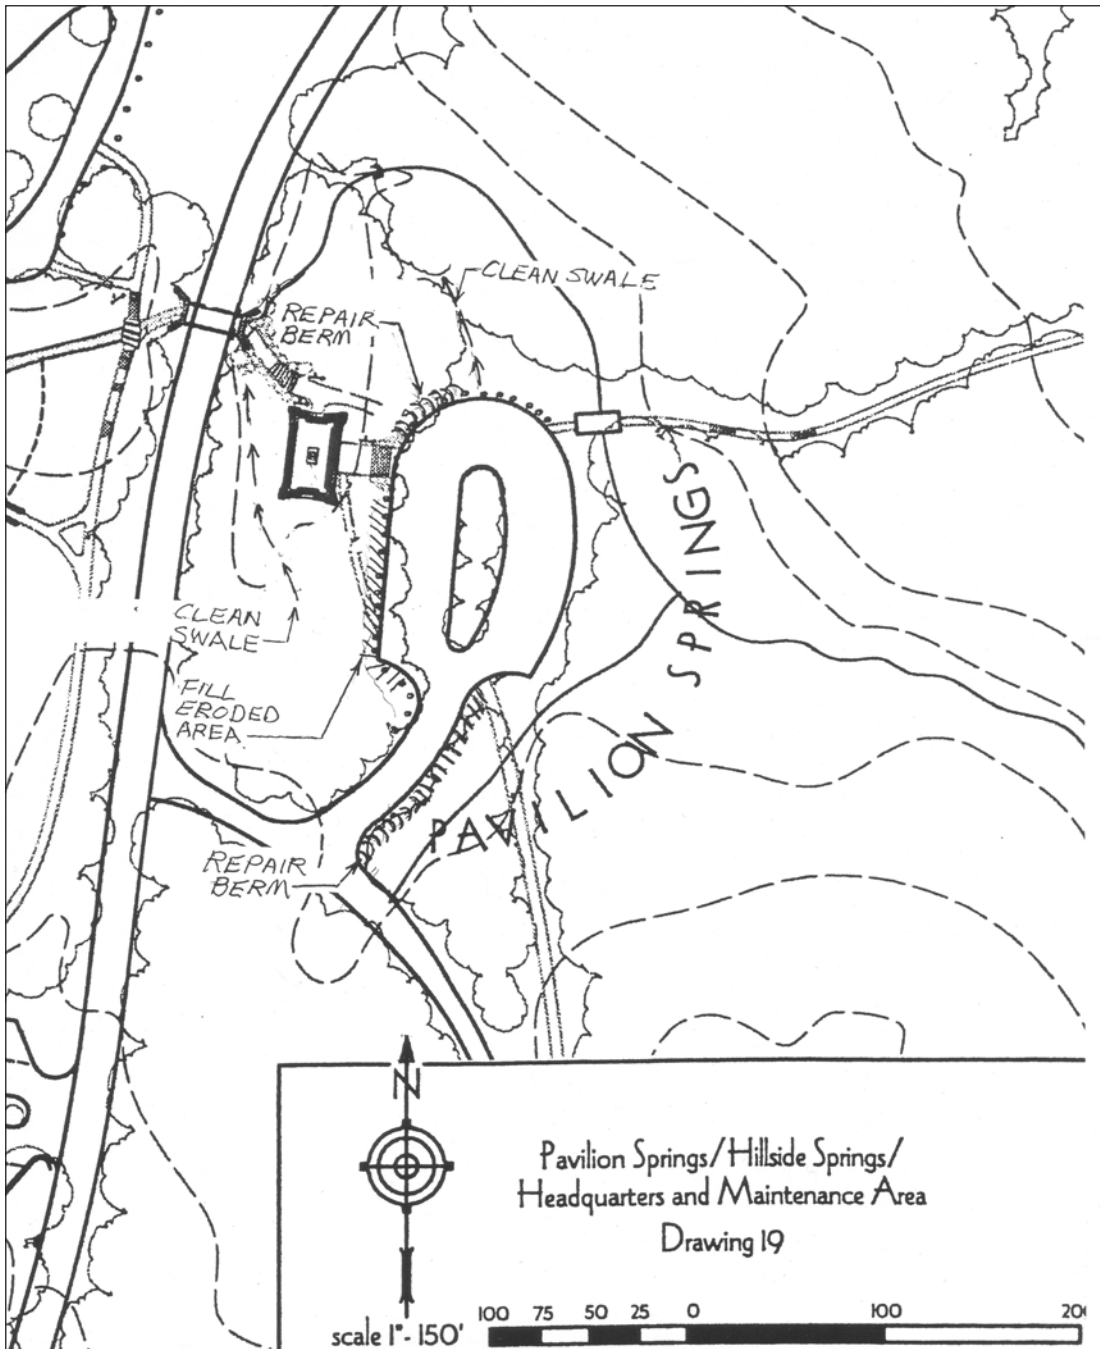 CLEAN SWALE
REPAIR
BERM
PAVILION SPRINGS
CLEAN
SWALE
FILL
ERODED
AREA
REPAIR
BERM
N
Pavilion Springs/Hillside Springs/
Headquarters and Maintenance Area
Drawing 19
scale 1"-150'
100 75 50 25 0 100